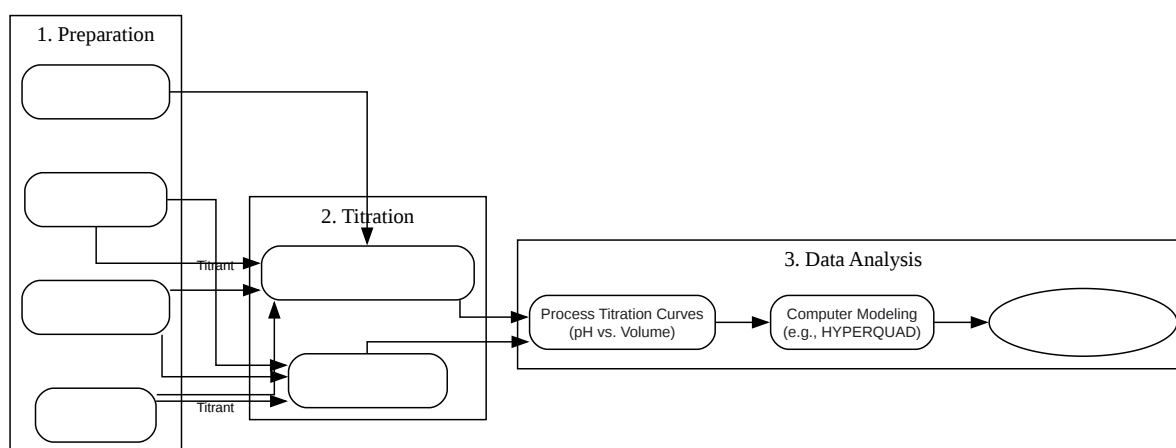 1. Preparation
2. Titration
Titrant
3. Data Analysis
Process Titration Curves
(pH vs. Volume)
Computer Modeling
(e.g., HYPERQUAD)
Titrant